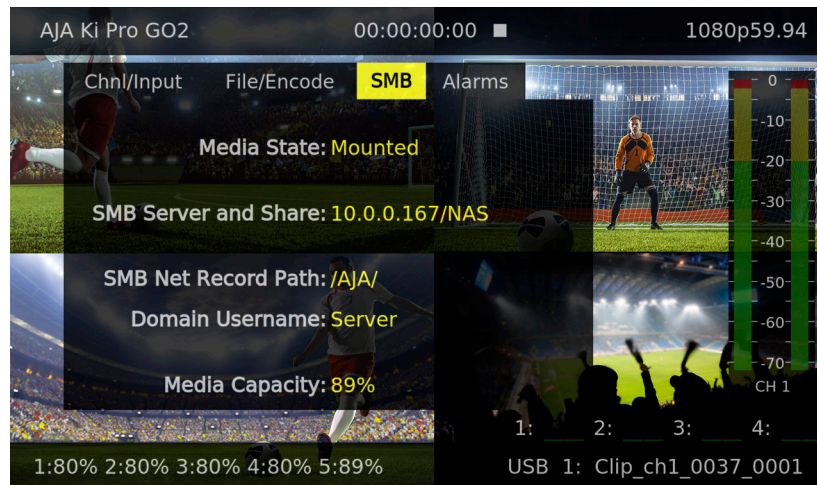 AJA Ki Pro GO2 00:00:00:00 1080p59.94
Chnl/Input File/Encode SMB Alarms
Media State: Mounted
SMB Server and Share: 10.0.0.167/NAS
SMB Net Record Path: /AJA/
Domain Username: Server
Media Capacity: 89%
0
-10
-20
-30
-40
-50
-60
-70
CH 1
1: 2: 3: 4:
1:80% 2:80% 3:80% 4:80% 5:89% USB 1: Clip_ch1_0037_0001